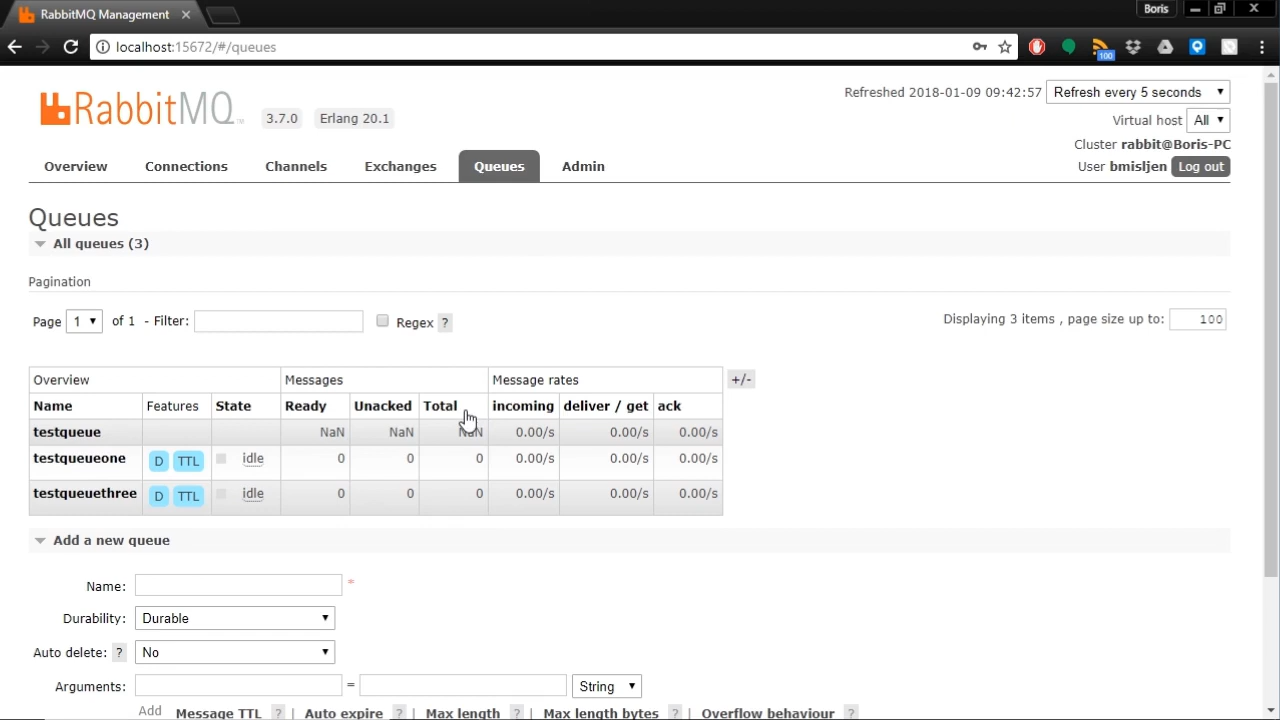 RabbitMQ Management
Boris
localhost:15672/#/queues
100
RabbitMQ
3.7.0
Erlang 20.1
Refreshed 2018-01-09 09:42:57 Refresh every 5 seconds
Virtual host All
Cluster rabbit@Boris-PC
User bmisljen Log out
Overview Connections Channels Exchanges Queues Admin
Queues
All queues (3)
Pagination
Page 1 of 1 - Filter: Regex ?
Displaying 3 items , page size up to: 100
Overview Messages Message rates +/-
Name Features State Ready Unacked Total incoming deliver / get ack
testqueue NaN NaN NaN 0.00/s 0.00/s 0.00/s
testqueueone D TTL idle 0 0 0 0.00/s 0.00/s 0.00/s
testqueuethree D TTL idle 0 0 0 0.00/s 0.00/s 0.00/s
Add a new queue
Name: *
Durability: Durable
Auto delete: ? No
Arguments: = String
Add Message TTL ? | Auto expire ? | Max length ? | Max length bytes ? | Overflow behaviour ?